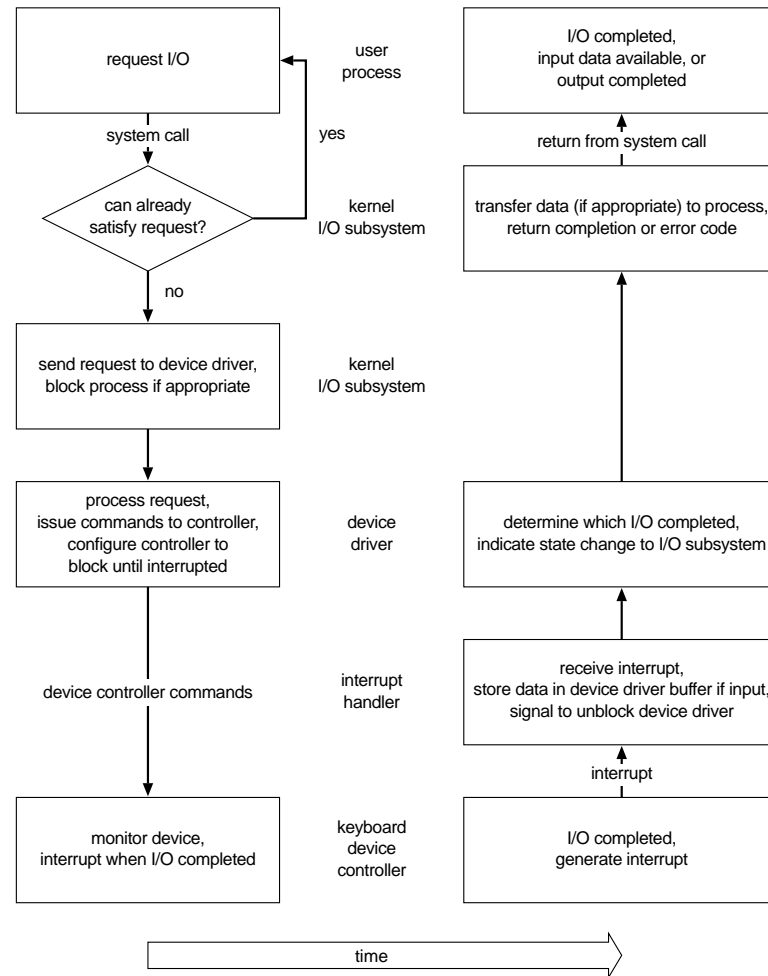 request I/O
user
process
I/O completed,
input data available, or
output completed
system call
yes
return from system call
can already
satisfy request?
kernel
I/O subsystem
transfer data (if appropriate) to process,
return completion or error code
no
send request to device driver,
block process if appropriate
kernel
I/O subsystem
process request,
issue commands to controller,
configure controller to
block until interrupted
device
driver
determine which I/O completed,
indicate state change to I/O subsystem
device controller commands
interrupt
handler
receive interrupt,
store data in device driver buffer if input,
signal to unblock device driver
interrupt
monitor device,
interrupt when I/O completed
keyboard
device
controller
I/O completed,
generate interrupt
time